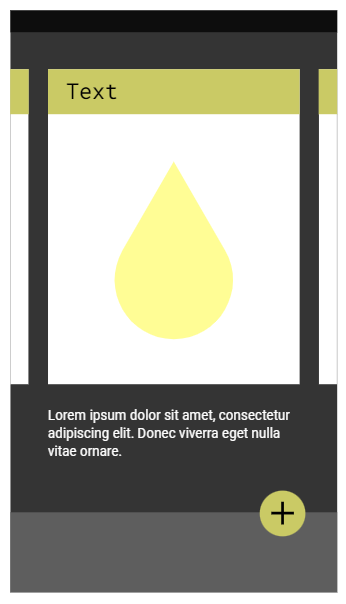 Text
Lorem ipsum dolor sit amet, consectetur
adipiscing elit. Donec viverra eget nulla
vitae ornare.